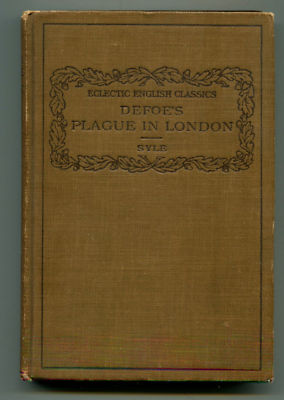 ECLECTIC ENGLISH CLASSICS
DEFOE'S
PLAGUE IN LONDON
SYLE